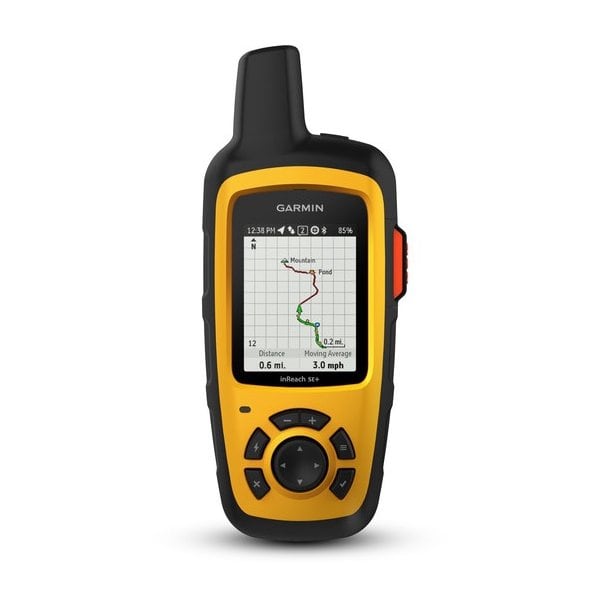 GARMIN
12:38 PM 2 85%
N
Mountain
Pond
12 0.2 mi.
Distance Moving Average
0.6 mi. 3.0 mph
inReach SE+